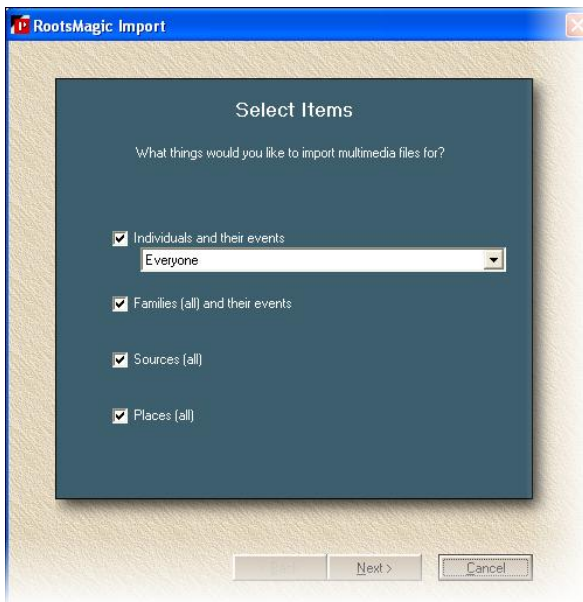 RootsMagic Import
Select Items
What things would you like to import multimedia files for?
Individuals and their events
Everyone
Families (all) and their events
Sources (all)
Places (all)
Next >
Cancel